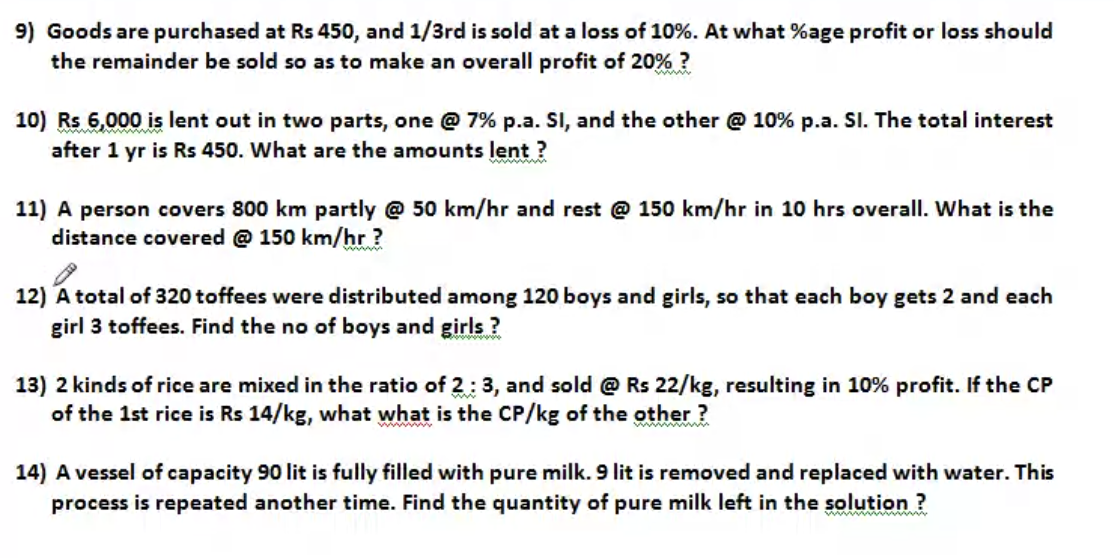 9) Goods are purchased at Rs 450, and 1/3rd is sold at a loss of 10%. At what %age profit or loss should
the remainder be sold so as to make an overall profit of 20% ?
10) Rs 6,000 is lent out in two parts, one @ 7% p.a. SI, and the other @ 10% p.a. SI. The total interest
after 1 yr is Rs 450. What are the amounts lent ?
11) A person covers 800 km partly @ 50 km/hr and rest @ 150 km/hr in 10 hrs overall. What is the
distance covered @ 150 km/hr ?
12) A total of 320 toffees were distributed among 120 boys and girls, so that each boy gets 2 and each
girl 3 toffees. Find the no of boys and girls ?
13) 2 kinds of rice are mixed in the ratio of 2 : 3, and sold @ Rs 22/kg, resulting in 10% profit. If the CP
of the 1st rice is Rs 14/kg, what what is the CP/kg of the other ?
14) A vessel of capacity 90 lit is fully filled with pure milk. 9 lit is removed and replaced with water. This
process is repeated another time. Find the quantity of pure milk left in the solution ?